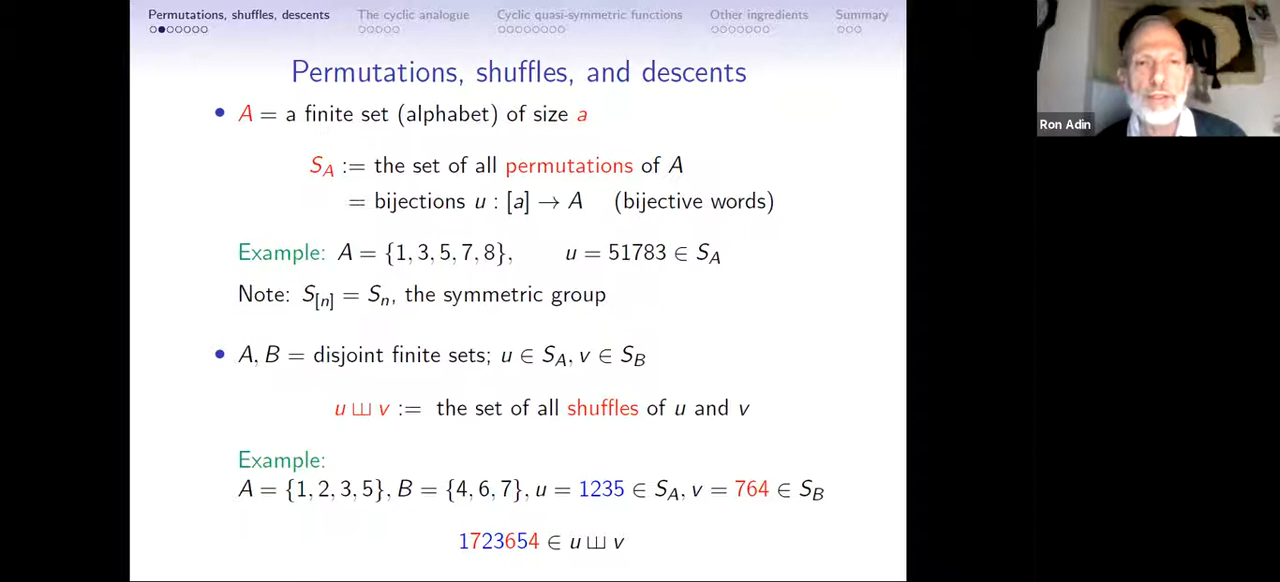 Permutations, shuffles, descents The cyclic analogue Cyclic quasi-symmetric functions Other ingredients Summary
Permutations, shuffles, and descents
• A = a finite set (alphabet) of size a
S_A := the set of all permutations of A
= bijections u : [a] → A (bijective words)
Example: A = {1, 3, 5, 7, 8}, u = 51783 ∈ S_A
Note: S_[n] = S_n, the symmetric group
• A, B = disjoint finite sets; u ∈ S_A, v ∈ S_B
u ⧢ v := the set of all shuffles of u and v
Example:
A = {1, 2, 3, 5}, B = {4, 6, 7}, u = 1235 ∈ S_A, v = 764 ∈ S_B
1723654 ∈ u ⧢ v
Ron Adin